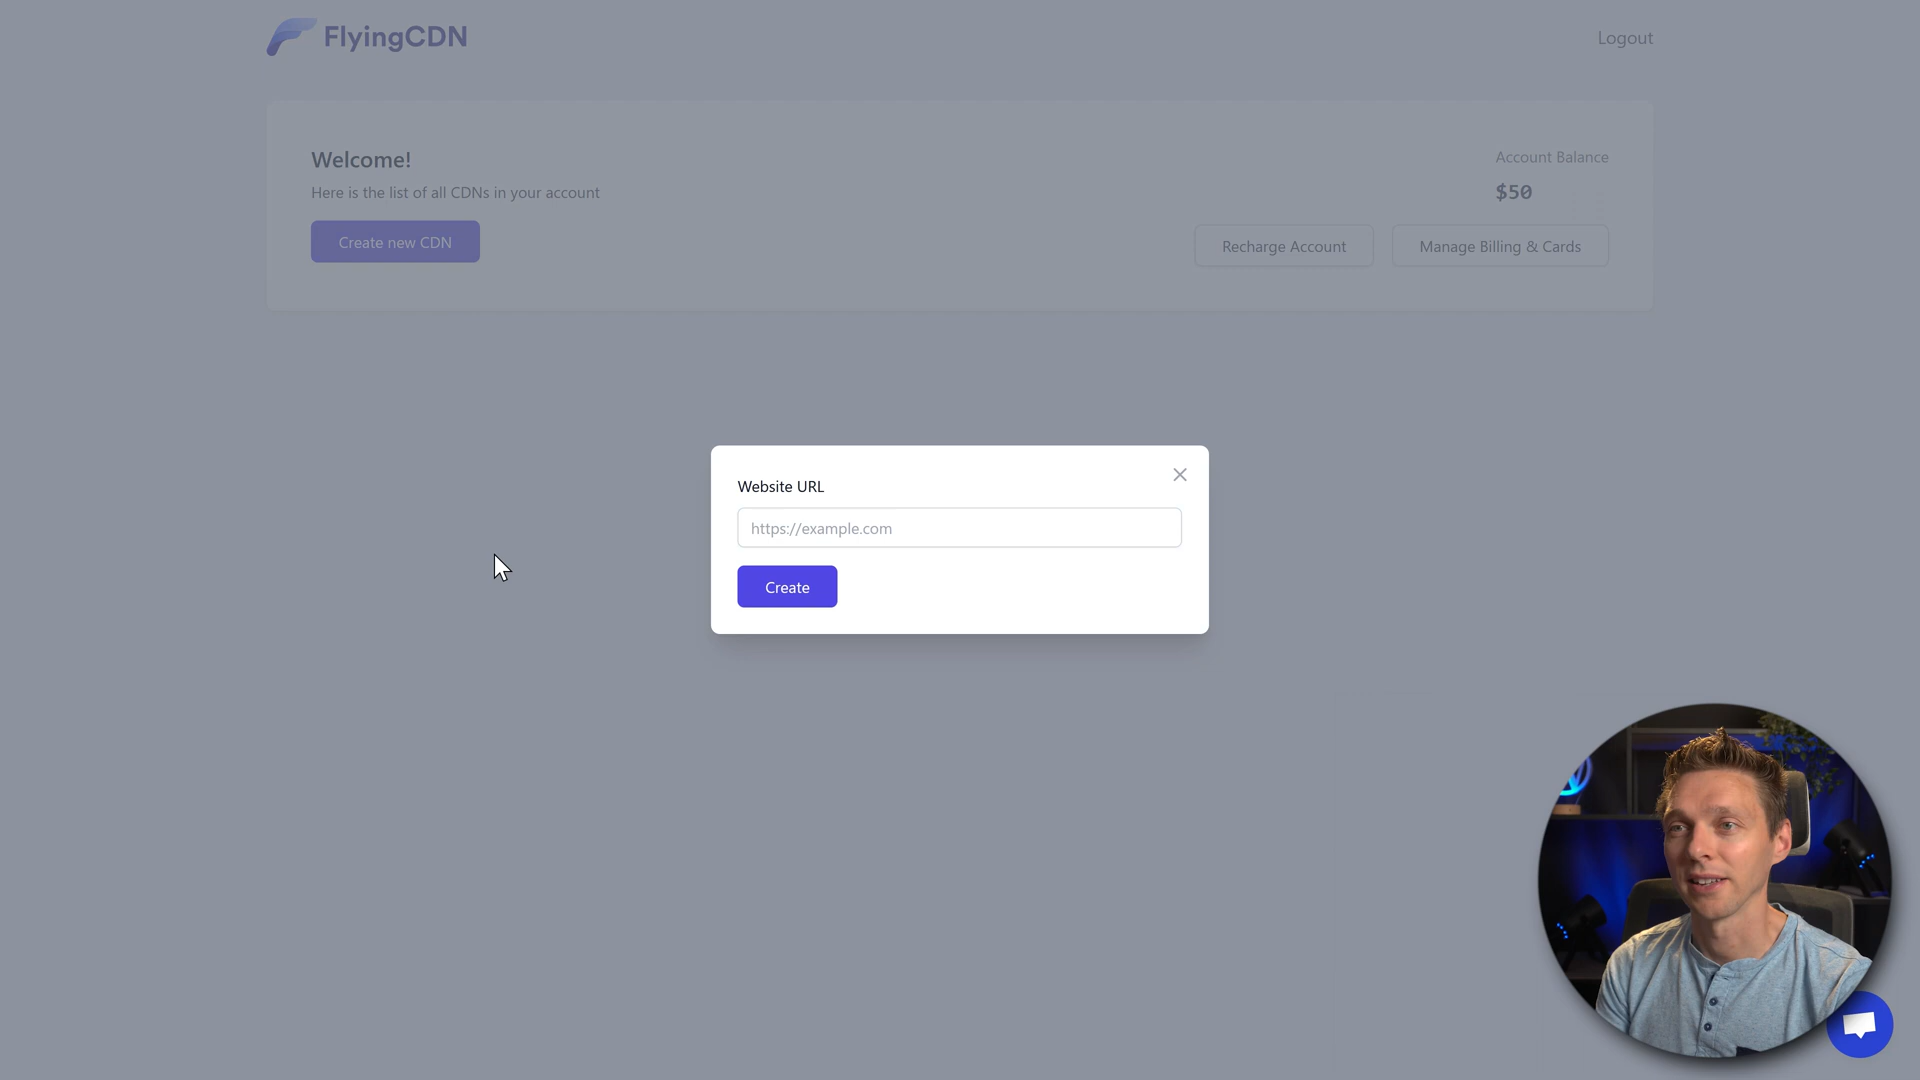 FlyingCDN
Logout
Welcome!
Here is the list of all CDNs in your account
Create new CDN
Account Balance
$50
Recharge Account
Manage Billing & Cards
Website URL
https://example.com
Create